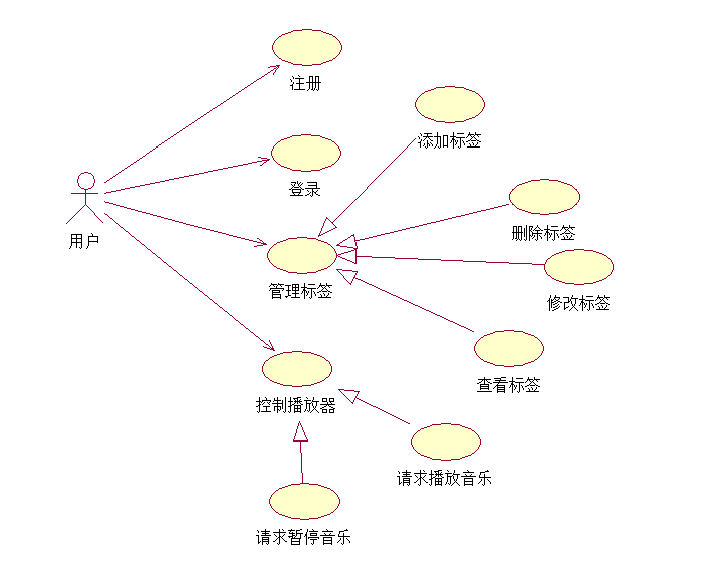 注册
添加标签
登录
删除标签
用户
管理标签
修改标签
查看标签
控制播放器
请求播放音乐
请求暂停音乐